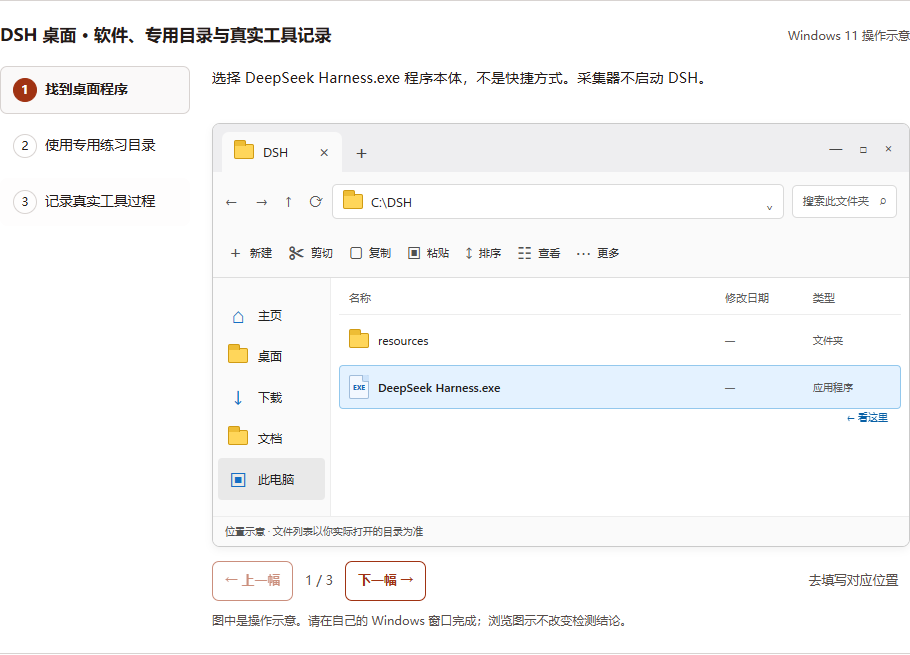 DSH 桌面 • 软件、专用目录与真实工具记录
Windows 11 操作示意
1 找到桌面程序
2 使用专用练习目录
3 记录真实工具过程
选择 DeepSeek Harness.exe 程序本体，不是快捷方式。采集器不启动 DSH。
DSH × +
— □ ×
← → ↑ ⟳ C:\DSH
搜索此文件夹 ⌕
+ 新建 剪切 复制 粘贴 ↕ 排序 查看 ··· 更多
主页
桌面
↓ 下载
文档
此电脑
名称 修改日期 类型
resources — 文件夹
EXE DeepSeek Harness.exe — 应用程序
← 看这里
位置示意 · 文件列表以你实际打开的目录为准
← 上一幅 1 / 3 下一幅 →
去填写对应位置
图中是操作示意。请在自己的 Windows 窗口完成；浏览图示不改变检测结论。